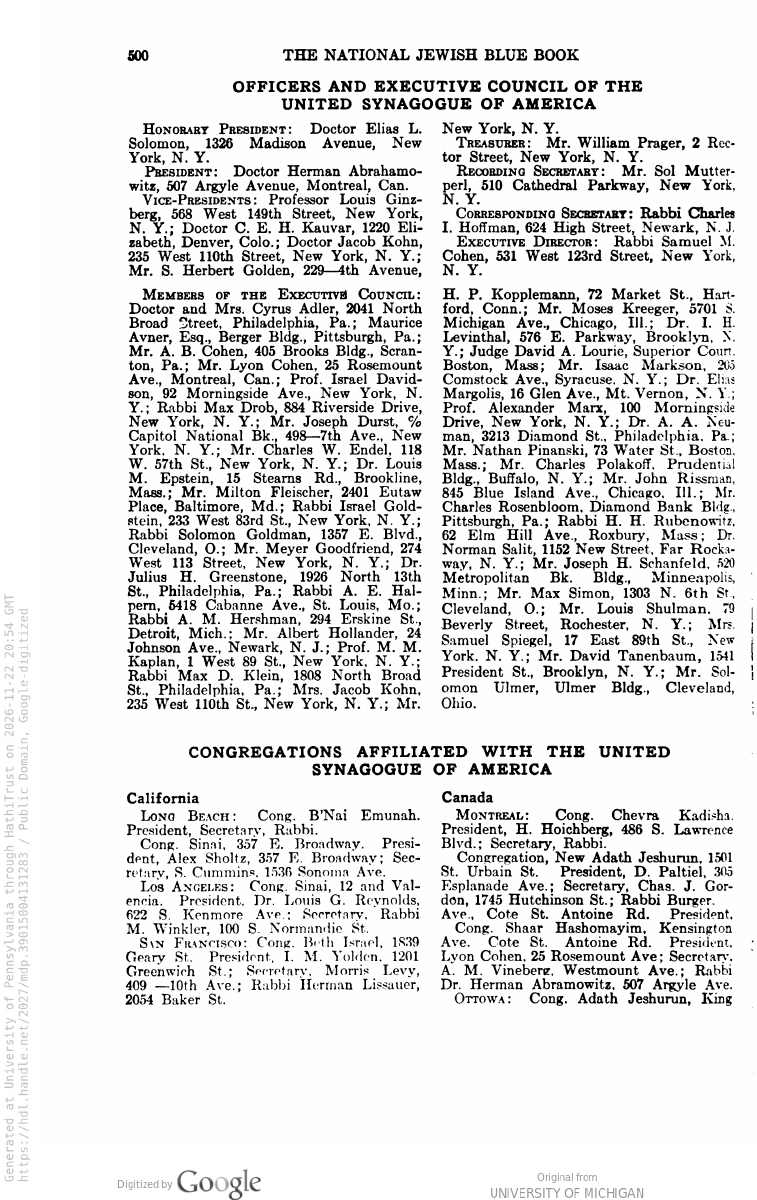 500 THE NATIONAL JEWISH BLUE BOOK
OFFICERS AND EXECUTIVE COUNCIL OF THE
UNITED SYNAGOGUE OF AMERICA
HONORARY PRESIDENT: Doctor Elias L.
Solomon, 1326 Madison Avenue, New
York, N. Y.
PRESIDENT: Doctor Herman Abrahamo-
witz, 507 Argyle Avenue, Montreal, Can.
VICE-PRESIDENTS: Professor Louis Ginz-
berg, 568 West 149th Street, New York,
N. Y.; Doctor C. E. H. Kauvar, 1220 Eli-
zabeth, Denver, Colo.; Doctor Jacob Kohn,
235 West 110th Street, New York, N. Y.;
Mr. S. Herbert Golden, 229—4th Avenue,
New York, N. Y.
TREASURER: Mr. William Prager, 2 Rec-
tor Street, New York, N. Y.
RECORDING SECRETARY: Mr. Sol Mutter-
perl, 510 Cathedral Parkway, New York,
N. Y.
CORRESPONDING SECRETARY: Rabbi Charles
I. Hoffman, 624 High Street, Newark, N. J.
EXECUTIVE DIRECTOR: Rabbi Samuel M.
Cohen, 531 West 123rd Street, New York,
N. Y.
MEMBERS OF THE EXECUTIVE COUNCIL:
Doctor and Mrs. Cyrus Adler, 2041 North
Broad Street, Philadelphia, Pa.; Maurice
Avner, Esq., Berger Bldg., Pittsburgh, Pa.;
Mr. A. B. Cohen, 405 Brooks Bldg., Scran-
ton, Pa.; Mr. Lyon Cohen, 25 Rosemount
Ave., Montreal, Can.; Prof. Israel David-
son, 92 Morningside Ave., New York, N.
Y.; Rabbi Max Drob, 884 Riverside Drive,
New York, N. Y.; Mr. Joseph Durst, ℅
Capitol National Bk., 498—7th Ave., New
York, N. Y.; Mr. Charles W. Endel, 118
W. 57th St., New York, N. Y.; Dr. Louis
M. Epstein, 15 Stearns Rd., Brookline,
Mass.; Mr. Milton Fleischer, 2401 Eutaw
Place, Baltimore, Md.; Rabbi Israel Gold-
stein, 233 West 83rd St., New York, N. Y.;
Rabbi Solomon Goldman, 1357 E. Blvd.,
Cleveland, O.; Mr. Meyer Goodfriend, 274
West 113 Street, New York, N. Y.; Dr.
Julius H. Greenstone, 1926 North 13th
St., Philadelphia, Pa.; Rabbi A. E. Hal-
pern, 5418 Cabanne Ave., St. Louis, Mo.;
Rabbi A. M. Hershman, 294 Erskine St.,
Detroit, Mich.; Mr. Albert Hollander, 24
Johnson Ave., Newark, N. J.; Prof. M. M.
Kaplan, 1 West 89 St., New York, N. Y.;
Rabbi Max D. Klein, 1808 North Broad
St., Philadelphia, Pa.; Mrs. Jacob Kohn,
235 West 110th St., New York, N. Y.; Mr.
H. P. Kopplemann, 72 Market St., Hart-
ford, Conn.; Mr. Moses Kreeger, 5701 S.
Michigan Ave., Chicago, Ill.; Dr. I. H.
Levinthal, 576 E. Parkway, Brooklyn, N.
Y.; Judge David A. Lourie, Superior Court,
Boston, Mass; Mr. Isaac Markson, 205
Comstock Ave., Syracuse, N. Y.; Dr. Elias
Margolis, 16 Glen Ave., Mt. Vernon, N. Y.;
Prof. Alexander Marx, 100 Morningside
Drive, New York, N. Y.; Dr. A. A. Neu-
man, 3213 Diamond St., Philadelphia, Pa.;
Mr. Nathan Pinanski, 73 Water St., Boston,
Mass.; Mr. Charles Polakoff, Prudential
Bldg., Buffalo, N. Y.; Mr. John Rissman,
845 Blue Island Ave., Chicago, Ill.; Mr.
Charles Rosenbloom, Diamond Bank Bldg.,
Pittsburgh, Pa.; Rabbi H. H. Rubenowitz,
62 Elm Hill Ave., Roxbury, Mass; Dr.
Norman Salit, 1152 New Street, Far Rocka-
way, N. Y.; Mr. Joseph H. Schanfeld, 520
Metropolitan Bk. Bldg., Minneapolis,
Minn.; Mr. Max Simon, 1303 N. 6th St.,
Cleveland, O.; Mr. Louis Shulman, 79
Beverly Street, Rochester, N. Y.; Mrs.
Samuel Spiegel, 17 East 89th St., New
York, N. Y.; Mr. David Tanenbaum, 1541
President St., Brooklyn, N. Y.; Mr. Sol-
omon Ulmer, Ulmer Bldg., Cleveland,
Ohio.
CONGREGATIONS AFFILIATED WITH THE UNITED
SYNAGOGUE OF AMERICA
California
LONG BEACH: Cong. B'Nai Emunah.
President, Secretary, Rabbi.
Cong. Sinai, 357 E. Broadway. Presi-
dent, Alex Sholtz, 357 E. Broadway; Sec-
retary, S. Cummins, 1536 Sonoma Ave.
LOS ANGELES: Cong. Sinai, 12 and Val-
encia. President, Dr. Louis G. Reynolds,
622 S. Kenmore Ave.; Secretary, Rabbi
M. Winkler, 100 S. Normandie St.
SAN FRANCISCO: Cong. Beth Israel, 1839
Geary St. President, I. M. Golden, 1201
Greenwich St.; Secretary, Morris Levy,
409 —10th Ave.; Rabbi Herman Lissauer,
2054 Baker St.
Canada
MONTREAL: Cong. Chevra Kadisha.
President, H. Hoichberg, 486 S. Lawrence
Blvd.; Secretary, Rabbi.
Congregation, New Adath Jeshurun, 1501
St. Urbain St. President, D. Paltiel, 305
Esplanade Ave.; Secretary, Chas. J. Gor-
don, 1745 Hutchinson St.; Rabbi Burger.
Ave., Cote St. Antoine Rd. President,
Cong. Shaar Hashomayim, Kensington
Ave. Cote St. Antoine Rd. President,
Lyon Cohen, 25 Rosemount Ave; Secretary,
A. M. Vineberg, Westmount Ave.; Rabbi
Dr. Herman Abramowitz, 507 Argyle Ave.
OTTOWA: Cong. Adath Jeshurun, King
Generated at University of Pennsylvania through HathiTrust on 2026-11-22 20:54 GMT
https://hdl.handle.net/2027/mdp.39015004131283 / Public Domain, Google-digitized
Digitized by Google
Original from
UNIVERSITY OF MICHIGAN